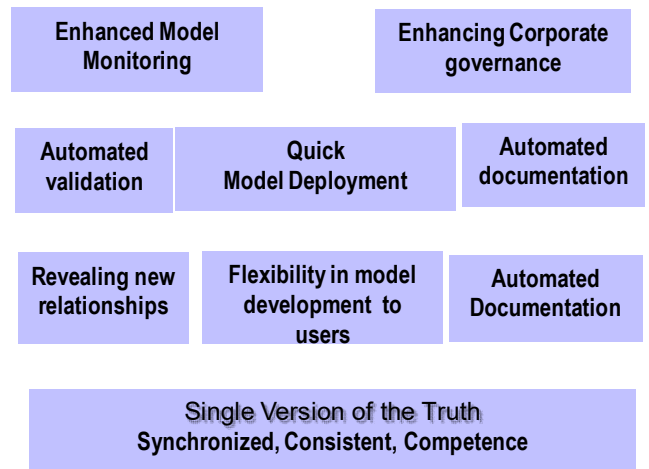 Enhanced Model
Monitoring
Enhancing Corporate
governance
Automated
validation
Quick
Model Deployment
Automated
documentation
Revealing new
relationships
Flexibility in model
development to
users
Automated
Documentation
Single Version of the Truth
Synchronized, Consistent, Competence